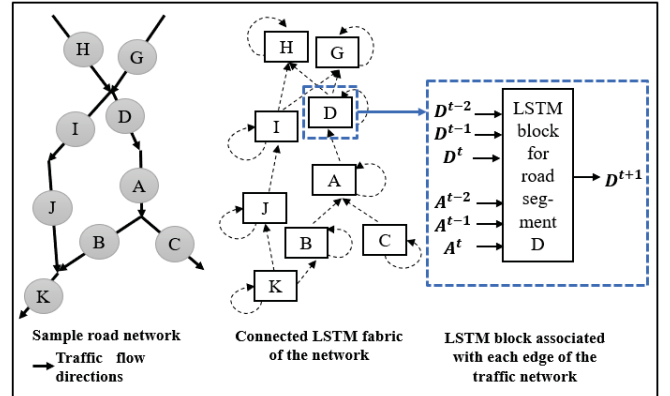 H
G
I
D
A
J
B
C
K
Sample road network
Traffic flow
directions
H
G
I
D
A
J
B
C
K
Connected LSTM fabric
of the network
D^{t-2}
D^{t-1}
D^{t}
A^{t-2}
A^{t-1}
A^{t}
LSTM
block
for
road
seg-
ment
D
D^{t+1}
LSTM block associated
with each edge of the
traffic network